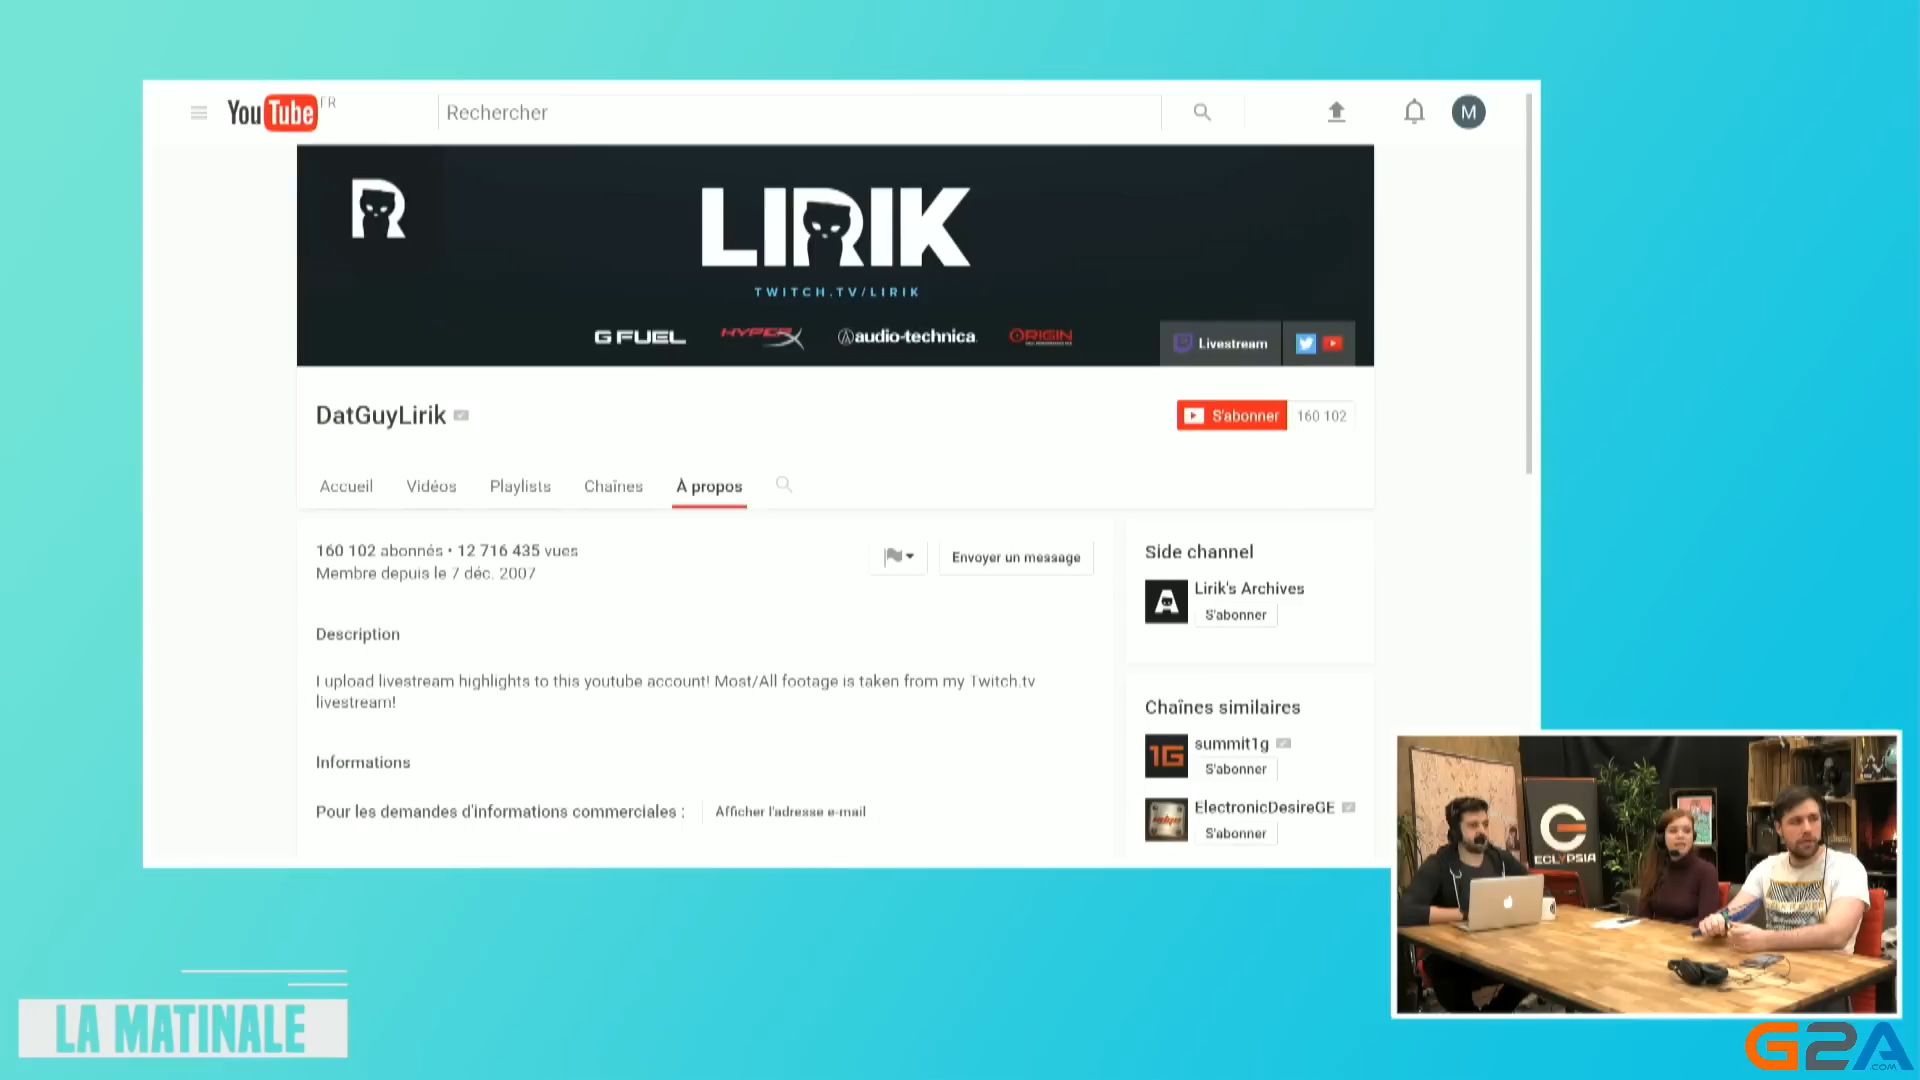 YouTube FR
Rechercher
M
R
LIRIK
TWITCH.TV/LIRIK
G FUEL
HYPERX
audio-technica
ORIGIN
Livestream
DatGuyLirik
S'abonner 160 102
Accueil Vidéos Playlists Chaînes À propos
160 102 abonnés • 12 716 435 vues
Membre depuis le 7 déc. 2007
Envoyer un message
Description
I upload livestream highlights to this youtube account! Most/All footage is taken from my Twitch.tv
livestream!
Informations
Pour les demandes d'informations commerciales : Afficher l'adresse e-mail
Side channel
A
Lirik's Archives
S'abonner
Chaînes similaires
1G
summit1g
S'abonner
ElectronicDesireGE
S'abonner
ECLYPSIA
LA MATINALE
G2A
.COM